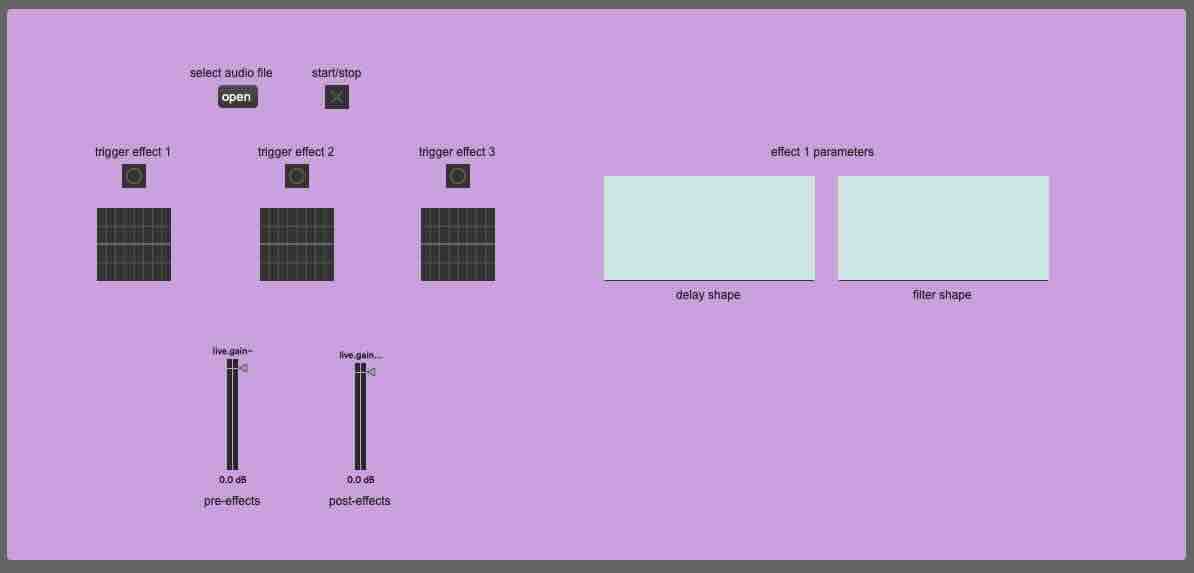 select audio file
start/stop
open
trigger effect 1
trigger effect 2
trigger effect 3
effect 1 parameters
delay shape
filter shape
live.gain~
live.gain...
0.0 dB
0.0 dB
pre-effects
post-effects